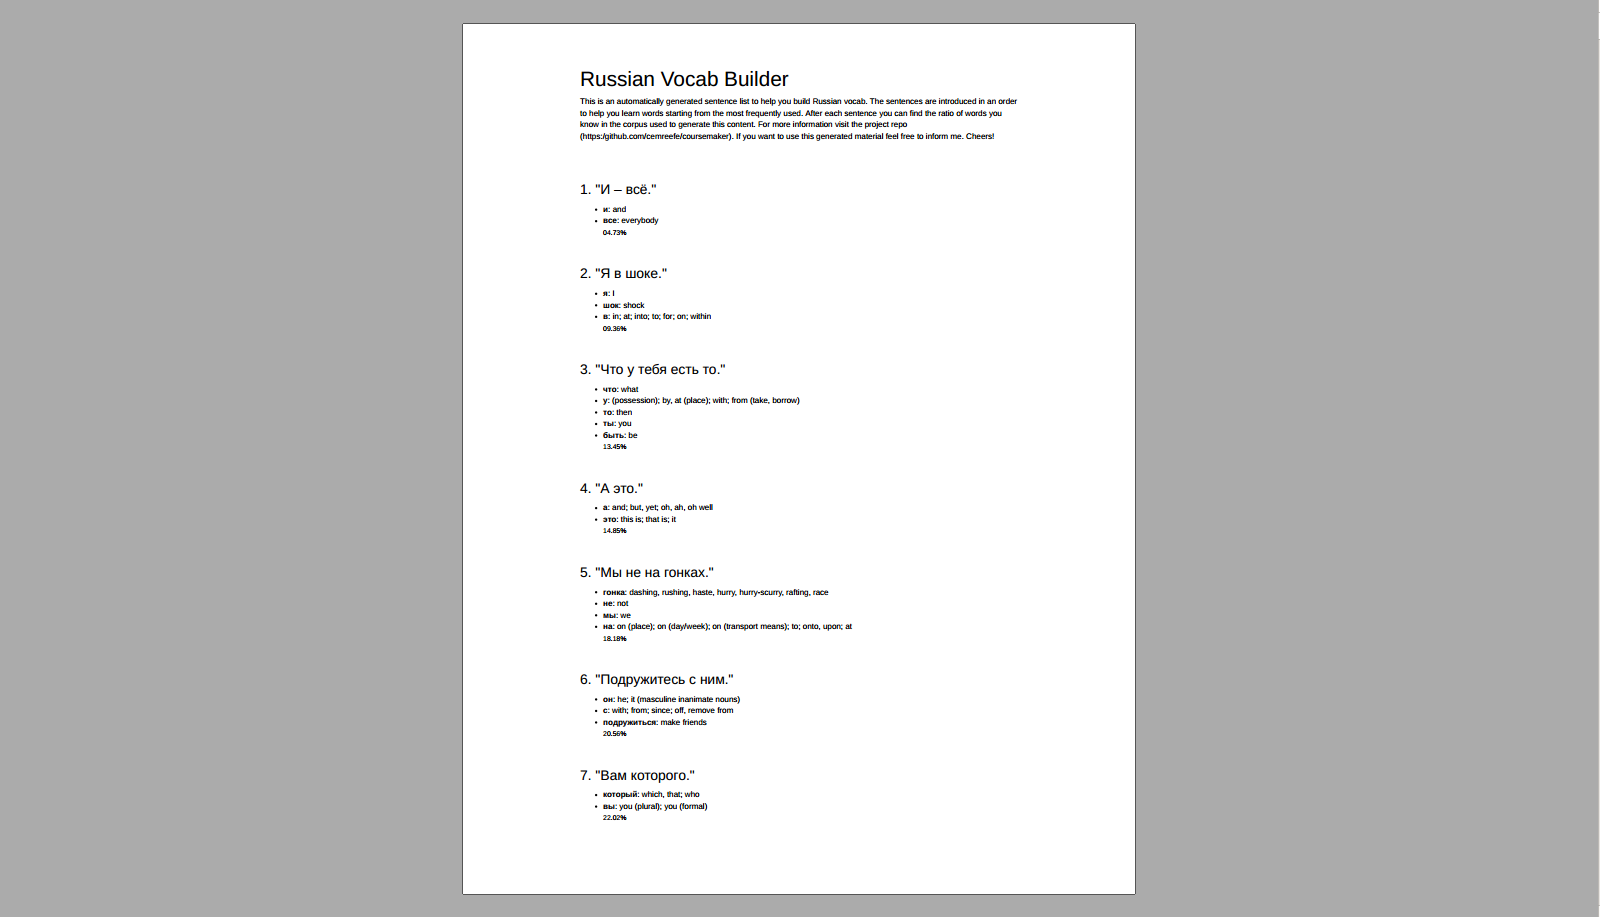 Russian Vocab Builder
This is an automatically generated sentence list to help you build Russian vocab. The sentences are introduced in an order
to help you learn words starting from the most frequently used. After each sentence you can find the ratio of words you
know in the corpus used to generate this content. For more information visit the project repo
(https:/github.com/cemreefe/coursemaker). If you want to use this generated material feel free to inform me. Cheers!
1. "И – всё."
• и: and
• все: everybody
04.73%
2. "Я в шоке."
• я: I
• шок: shock
• в: in; at; into; to; for; on; within
09.36%
3. "Что у тебя есть то."
• что: what
• у: (possession); by, at (place); with; from (take, borrow)
• то: then
• ты: you
• быть: be
13.45%
4. "А это."
• а: and; but, yet; oh, ah, oh well
• это: this is; that is; it
14.85%
5. "Мы не на гонках."
• гонка: dashing, rushing, haste, hurry, hurry-scurry, rafting, race
• не: not
• мы: we
• на: on (place); on (day/week); on (transport means); to; onto, upon; at
18.18%
6. "Подружитесь с ним."
• он: he; it (masculine inanimate nouns)
• с: with; from; since; off, remove from
• подружиться: make friends
20.56%
7. "Вам которого."
• который: which, that; who
• вы: you (plural); you (formal)
22.02%